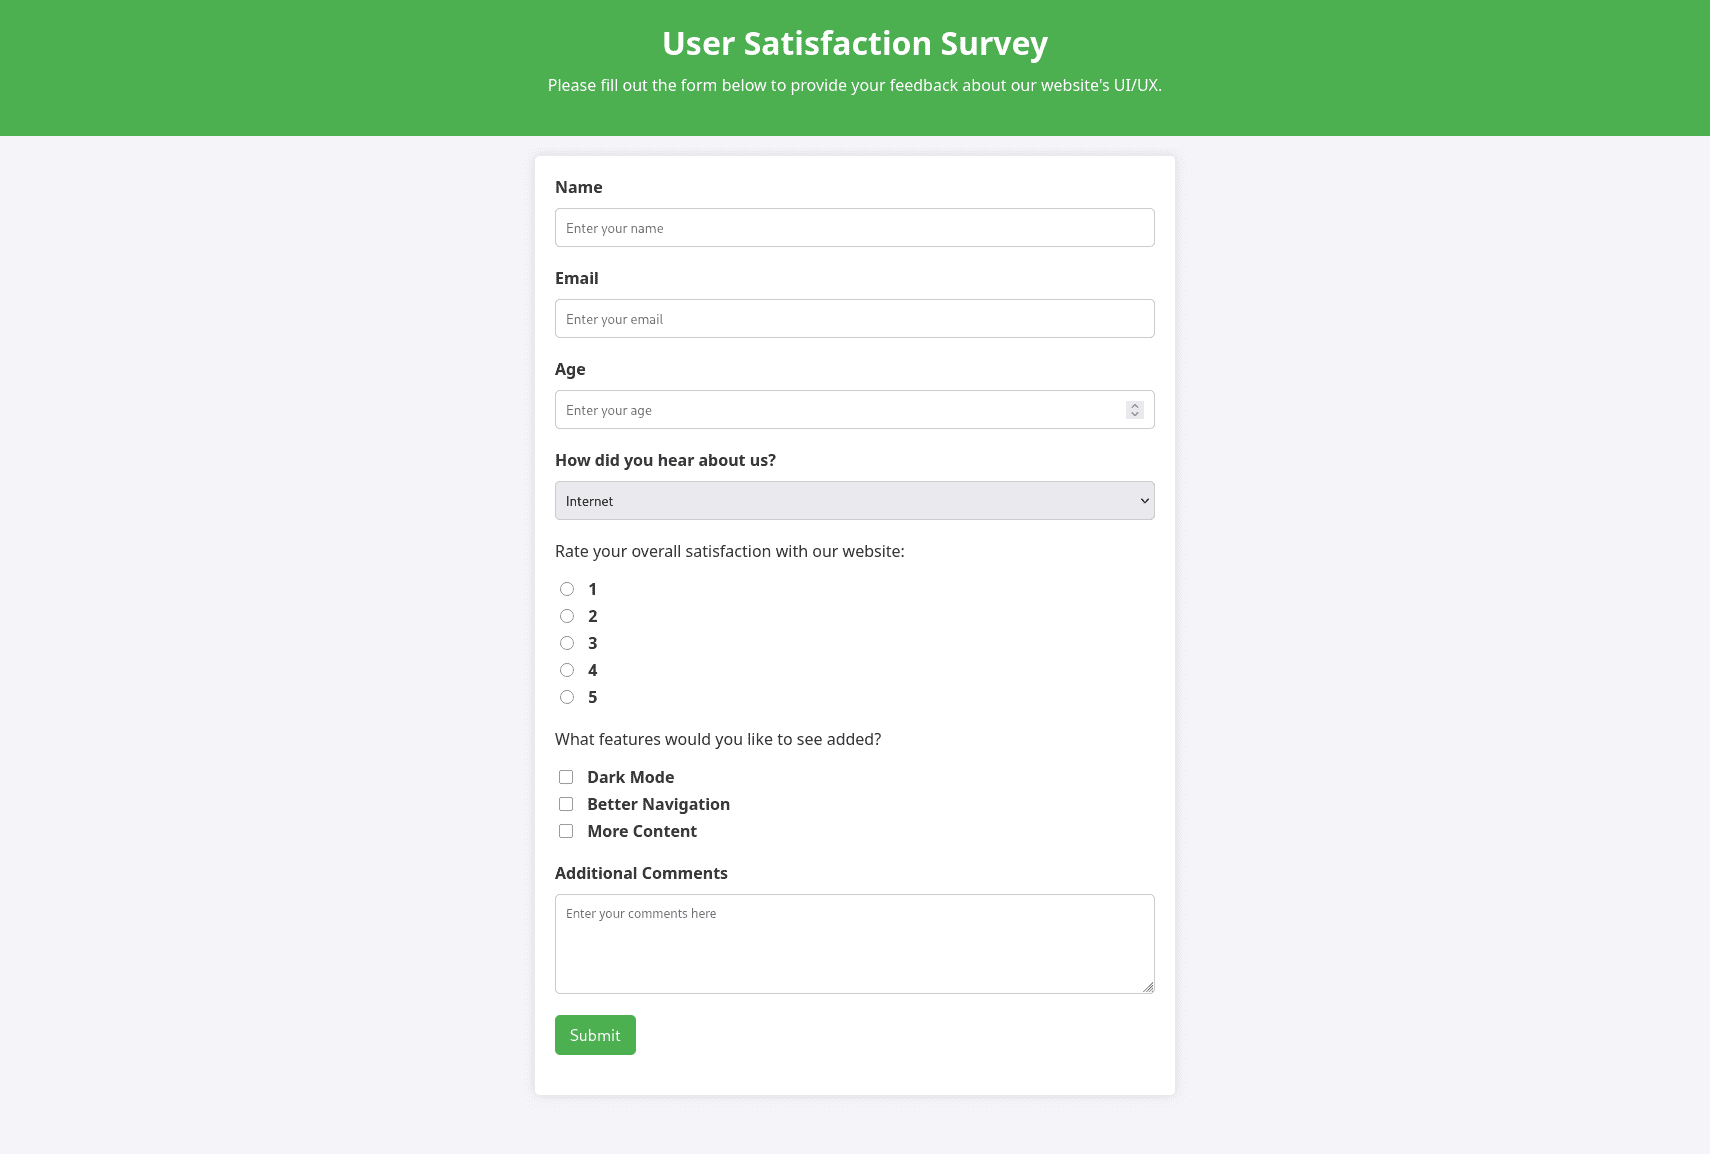 User Satisfaction Survey
Please fill out the form below to provide your feedback about our website's UI/UX.
Name
Enter your name
Email
Enter your email
Age
Enter your age
How did you hear about us?
Internet
Rate your overall satisfaction with our website:
1
2
3
4
5
What features would you like to see added?
Dark Mode
Better Navigation
More Content
Additional Comments
Enter your comments here
Submit